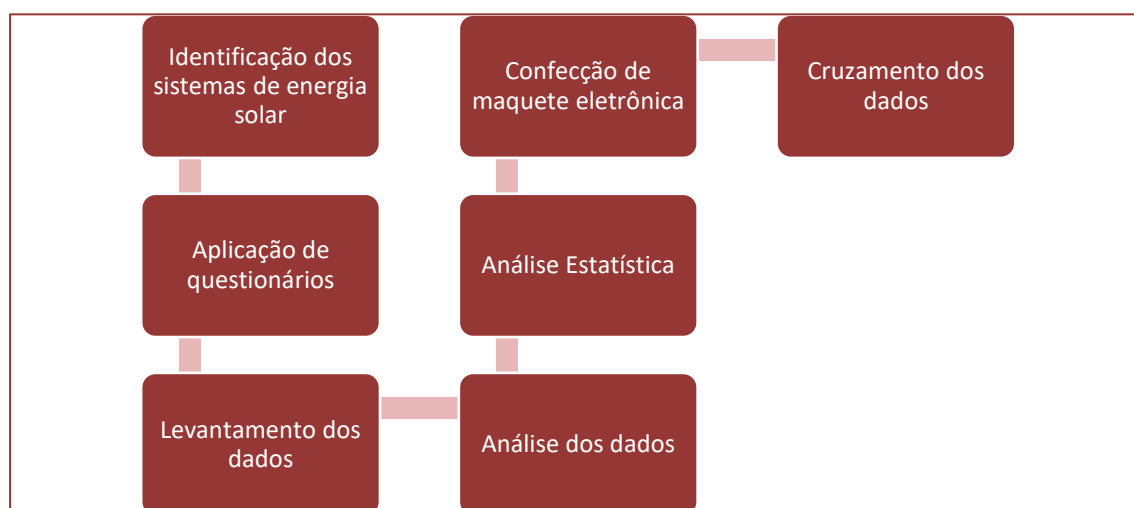 Identificação dos
sistemas de energia
solar
Aplicação de
questionários
Levantamento dos
dados
Análise dos dados
Análise Estatística
Confecção de
maquete eletrônica
Cruzamento dos
dados